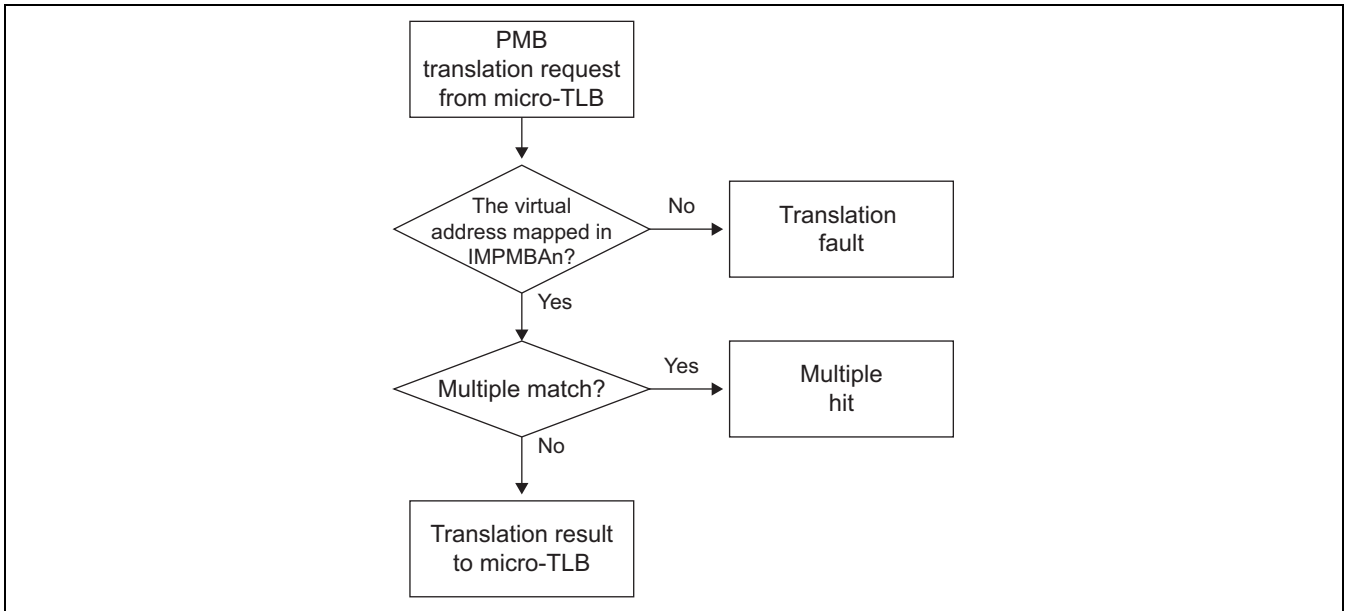 PMB
translation request
from micro-TLB
The virtual
address mapped in
IMPMBAn?
No
Translation
fault
Yes
Multiple match?
Yes
Multiple
hit
No
Translation result
to micro-TLB